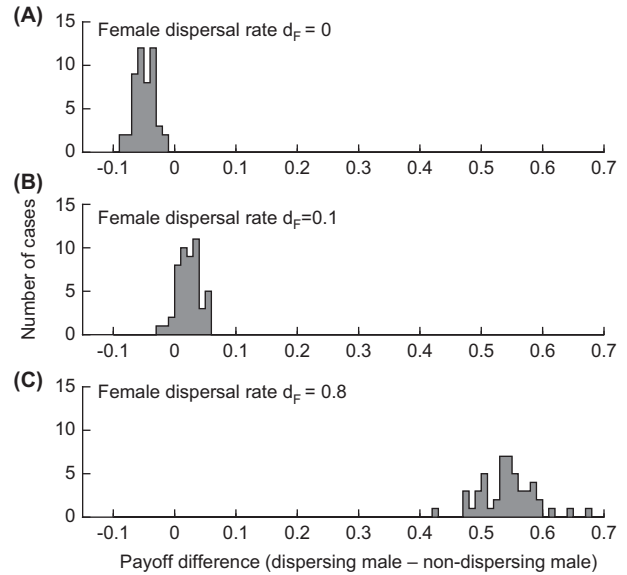 (A)
Female dispersal rate d_F = 0
15
10
5
0
-0.1 0 0.1 0.2 0.3 0.4 0.5 0.6 0.7
(B)
Female dispersal rate d_F=0.1
15
10
5
0
-0.1 0 0.1 0.2 0.3 0.4 0.5 0.6 0.7
Number of cases
(C)
Female dispersal rate d_F = 0.8
15
10
5
0
-0.1 0 0.1 0.2 0.3 0.4 0.5 0.6 0.7
Payoff difference (dispersing male – non-dispersing male)